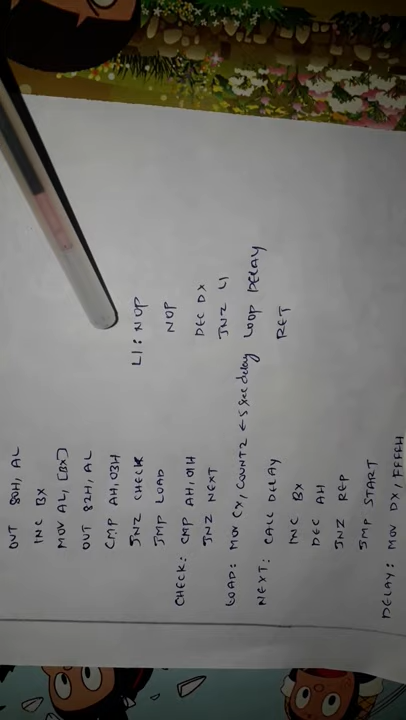 OUT 80H, AL
INC BX
MOV AL, [BX]
OUT 82H, AL
CMP AH, 03H
JNZ CHECK
JMP LOAD
CHECK: CMP AH, 01H
JNZ NEXT
LOAD: MOV CX, COUNT2 ← 5 sec delay
NEXT: CALL DELAY
INC BX
DEC AH
JNZ REP
JMP START
DELAY: MOV DX, FFFFH
L1: NOP
NOP
DEC DX
JNZ L1
LOOP DELAY
RET